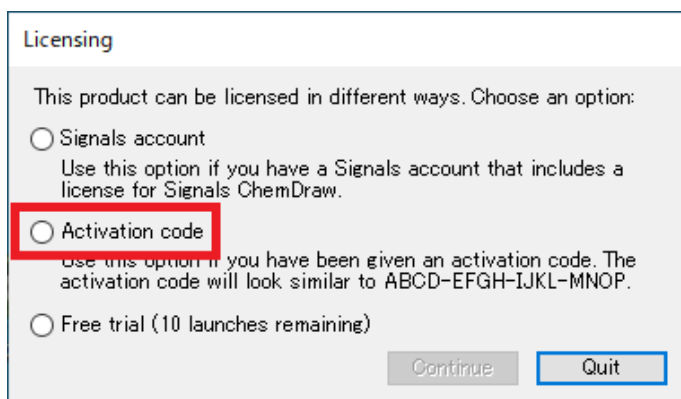 Licensing
This product can be licensed in different ways. Choose an option:
Signals account
Use this option if you have a Signals account that includes a
license for Signals ChemDraw.
Activation code
Use this option if you have been given an activation code. The
activation code will look similar to ABCD-EFGH-IJKL-MNOP.
Free trial (10 launches remaining)
Continue Quit